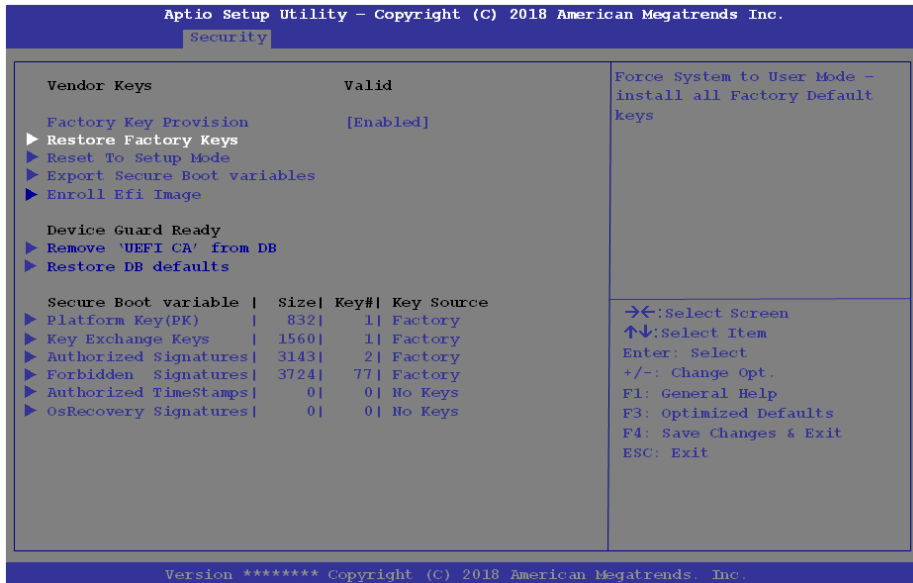 Aptio Setup Utility – Copyright (C) 2018 American Megatrends Inc.
Security
Vendor Keys Valid
Factory Key Provision [Enabled]
▶ Restore Factory Keys
▶ Reset To Setup Mode
▶ Export Secure Boot variables
▶ Enroll Efi Image
Device Guard Ready
▶ Remove 'UEFI CA' from DB
▶ Restore DB defaults
Secure Boot variable | Size| Key#| Key Source
▶ Platform Key(PK) | 832| 1| Factory
▶ Key Exchange Keys | 1560| 1| Factory
▶ Authorized Signatures| 3143| 2| Factory
▶ Forbidden Signatures| 3724| 77| Factory
▶ Authorized TimeStamps| 0| 0| No Keys
▶ OsRecovery Signatures| 0| 0| No Keys
Force System to User Mode –
install all Factory Default
keys
→←:Select Screen
↑↓:Select Item
Enter: Select
+/-: Change Opt.
F1: General Help
F3: Optimized Defaults
F4: Save Changes & Exit
ESC: Exit
Version ******** Copyright (C) 2018 American Megatrends. Inc.